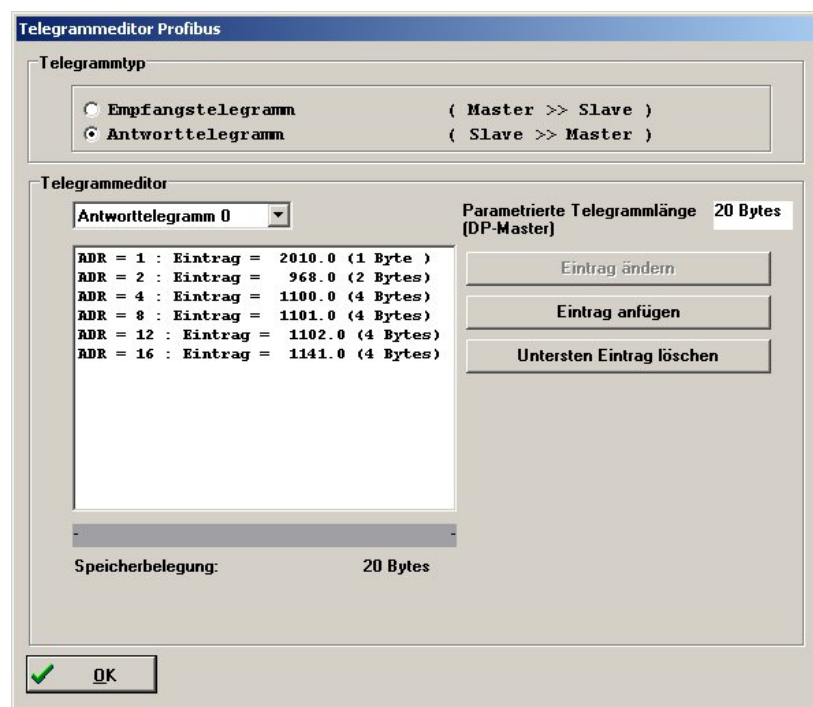 Telegrammeditor Profibus
Telegrammtyp
Empfangstelegramm ( Master >> Slave )
Antworttelegramm ( Slave >> Master )
Telegrammeditor
Antworttelegramm 0
Parametrierte Telegrammlänge 20 Bytes
(DP-Master)
ADR = 1 : Eintrag = 2010.0 (1 Byte )
ADR = 2 : Eintrag = 968.0 (2 Bytes)
ADR = 4 : Eintrag = 1100.0 (4 Bytes)
ADR = 8 : Eintrag = 1101.0 (4 Bytes)
ADR = 12 : Eintrag = 1102.0 (4 Bytes)
ADR = 16 : Eintrag = 1141.0 (4 Bytes)
Eintrag ändern
Eintrag anfügen
Untersten Eintrag löschen
- -
Speicherbelegung: 20 Bytes
OK